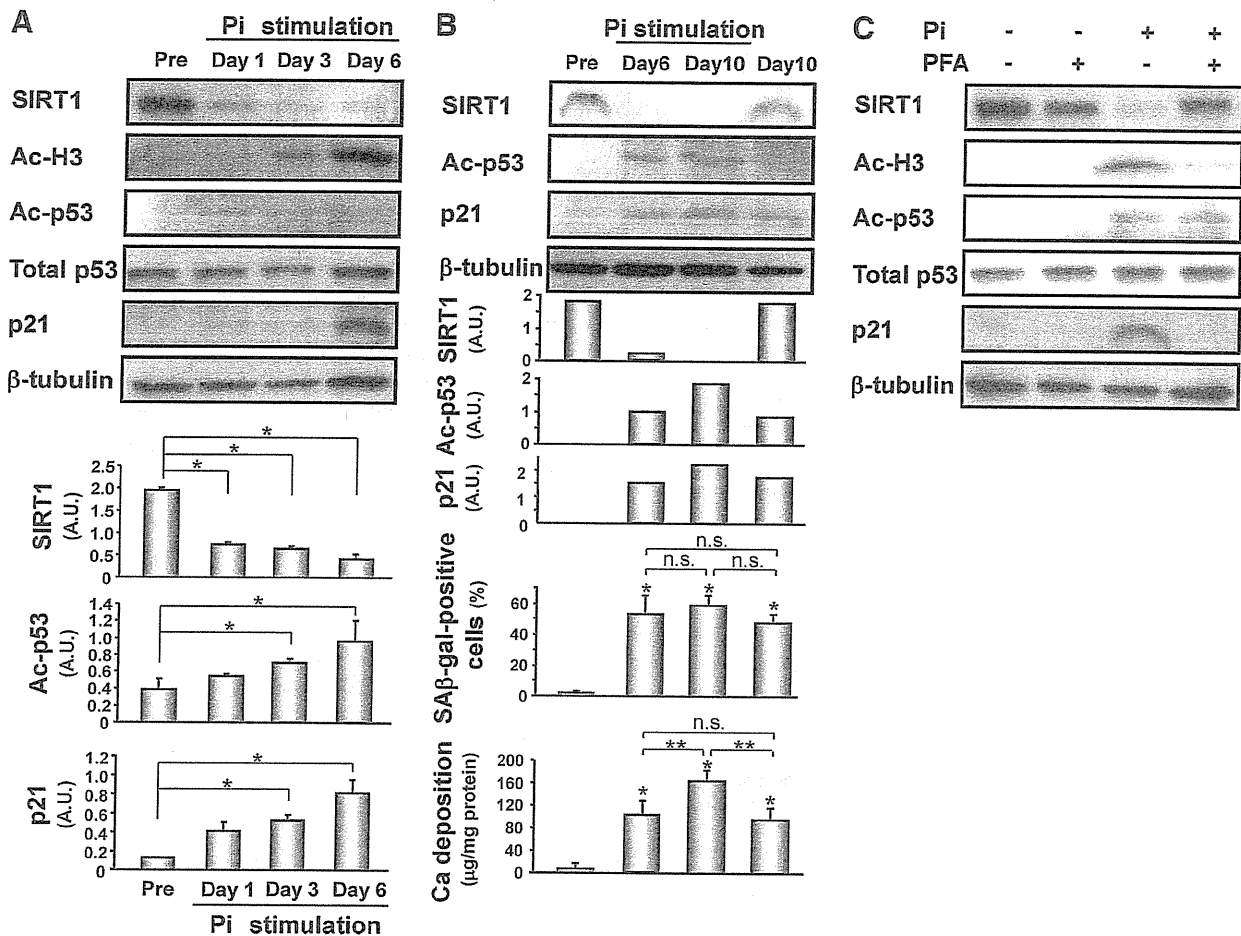 A
Pi stimulation
Pre Day 1 Day 3 Day 6
SIRT1
Ac-H3
Ac-p53
Total p53
p21
β-tubulin
* * *
SIRT1
(A.U.)
2.5
2.0
1.5
1.0
0.5
0
* *
Ac-p53
(A.U.)
1.4
1.2
1.0
0.8
0.6
0.4
0.2
0
* *
p21
(A.U.)
1.2
1.0
0.8
0.6
0.4
0.2
0
Pre Day 1 Day 3 Day 6
Pi stimulation
B
Pi stimulation
Pre Day6 Day10 Day10
SIRT1
Ac-p53
p21
β-tubulin
SIRT1
(A.U.)
2
1
0
Ac-p53
(A.U.)
2
1
0
p21
(A.U.)
2
1
0
SAβ-gal-positive
cells (%)
60
40
20
0
n.s.
n.s. n.s.
* * *
Ca deposition
(μg/mg protein)
200
160
120
80
40
0
n.s.
** **
* * *
C
Pi - - + +
PFA - + - +
SIRT1
Ac-H3
Ac-p53
Total p53
p21
β-tubulin